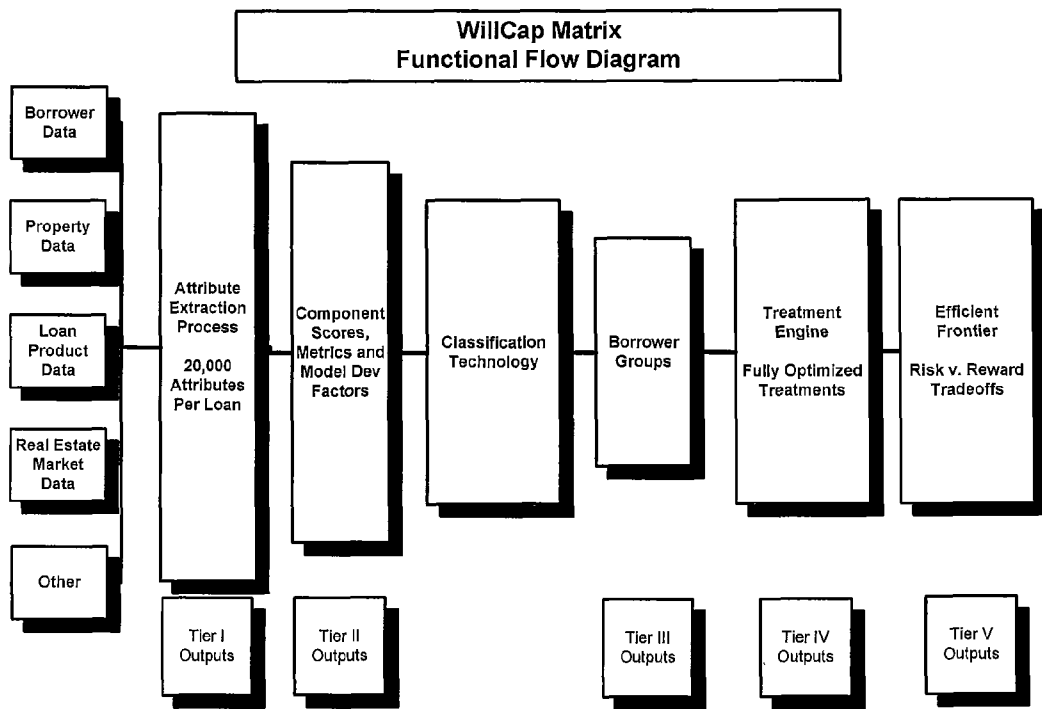 WillCap Matrix
Functional Flow Diagram
Borrower
Data
Property
Data
Loan
Product
Data
Real Estate
Market
Data
Other
Attribute
Extraction
Process
20,000
Attributes
Per Loan
Component
Scores,
Metrics and
Model Dev
Factors
Classification
Technology
Borrower
Groups
Treatment
Engine
Fully Optimized
Treatments
Efficient
Frontier
Risk v. Reward
Tradeoffs
Tier I
Outputs
Tier II
Outputs
Tier III
Outputs
Tier IV
Outputs
Tier V
Outputs